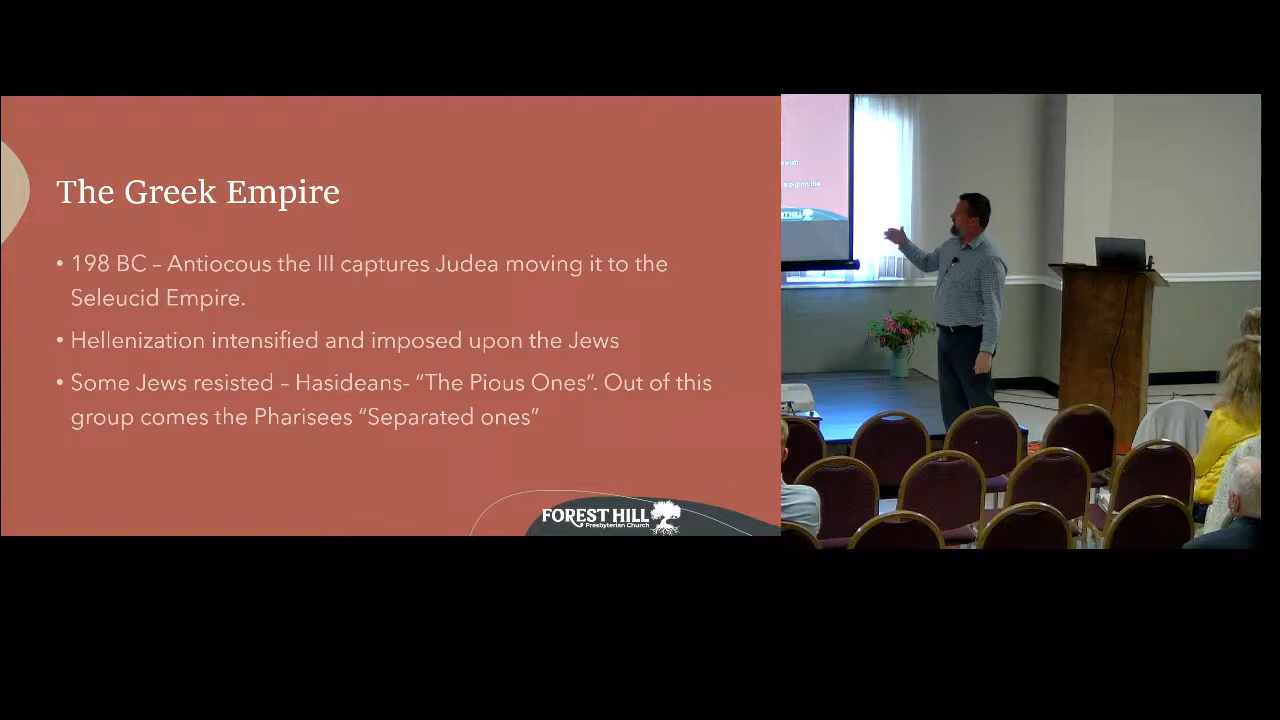 The Greek Empire
• 198 BC – Antiocous the III captures Judea moving it to the
Seleucid Empire.
• Hellenization intensified and imposed upon the Jews
• Some Jews resisted – Hasideans- “The Pious Ones”. Out of this
group comes the Pharisees “Separated ones”
FOREST HILL
Presbyterian Church